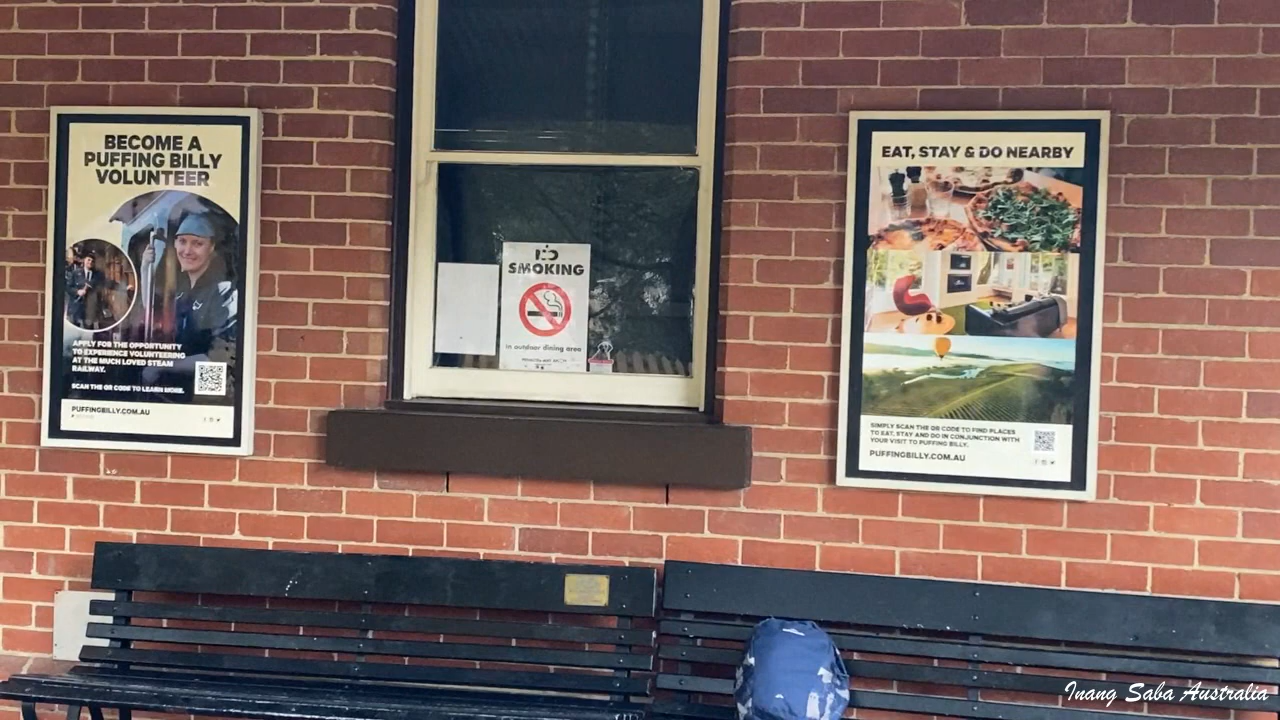 BECOME A
PUFFING BILLY
VOLUNTEER
APPLY FOR THE OPPORTUNITY
TO EXPERIENCE VOLUNTEERING
AT THE MUCH LOVED STEAM
RAILWAY.
SCAN THE QR CODE TO LEARN MORE.
PUFFINGBILLY.COM.AU
NO
SMOKING
in outdoor dining area
EAT, STAY & DO NEARBY
SIMPLY SCAN THE QR CODE TO FIND PLACES
TO EAT, STAY AND DO IN CONJUNCTION WITH
YOUR VISIT TO PUFFING BILLY.
PUFFINGBILLY.COM.AU
Inang Saba Australia